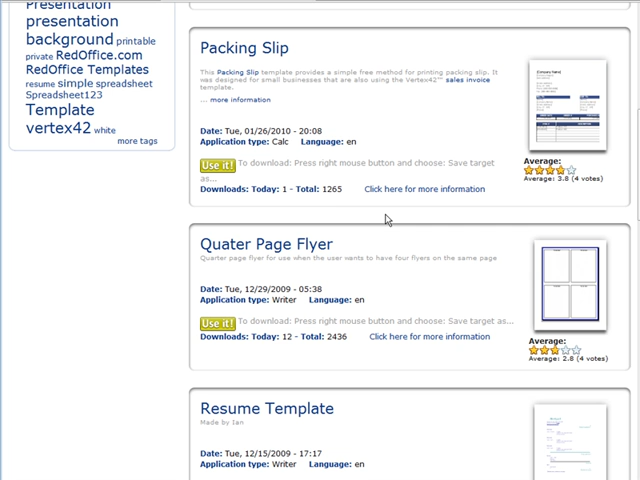 Presentation
presentation
background printable
private RedOffice.com
RedOffice Templates
resume simple spreadsheet
Spreadsheet123
Template
vertex42 white
more tags
Packing Slip
This Packing Slip template provides a simple free method for printing packing slip. It
was designed for small businesses that are also using the Vertex42™ sales invoice
template.
... more information
Date: Tue, 01/26/2010 - 20:08
Application type: Calc Language: en
Use it! To download: Press right mouse button and choose: Save target
as...
Downloads: Today: 1 - Total: 1265 Click here for more information
Average:
Average: 3.8 (4 votes)
Quater Page Flyer
Quarter page flyer for use when the user wants to have four flyers on the same page
Date: Tue, 12/29/2009 - 05:38
Application type: Writer Language: en
Use it! To download: Press right mouse button and choose: Save target as...
Downloads: Today: 12 - Total: 2436 Click here for more information
Average:
Average: 2.8 (4 votes)
Resume Template
Made by Ian
Date: Tue, 12/15/2009 - 17:17
Application type: Writer Language: en